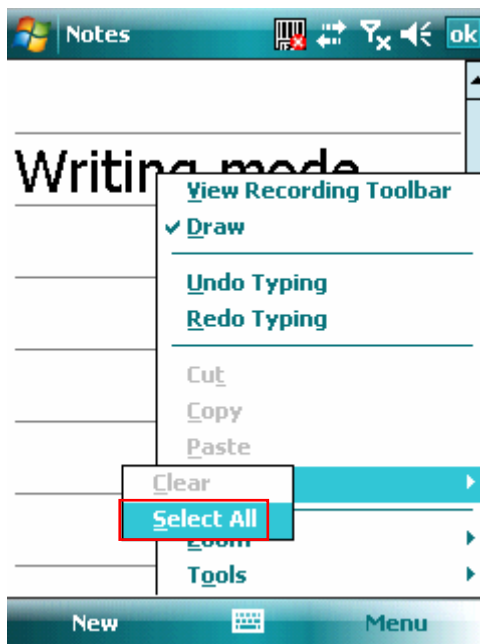 Notes
ok
Writing mode
View Recording Toolbar
Draw
Undo Typing
Redo Typing
Cut
Copy
Paste
Clear
Select All
Zoom
Tools
New
Menu